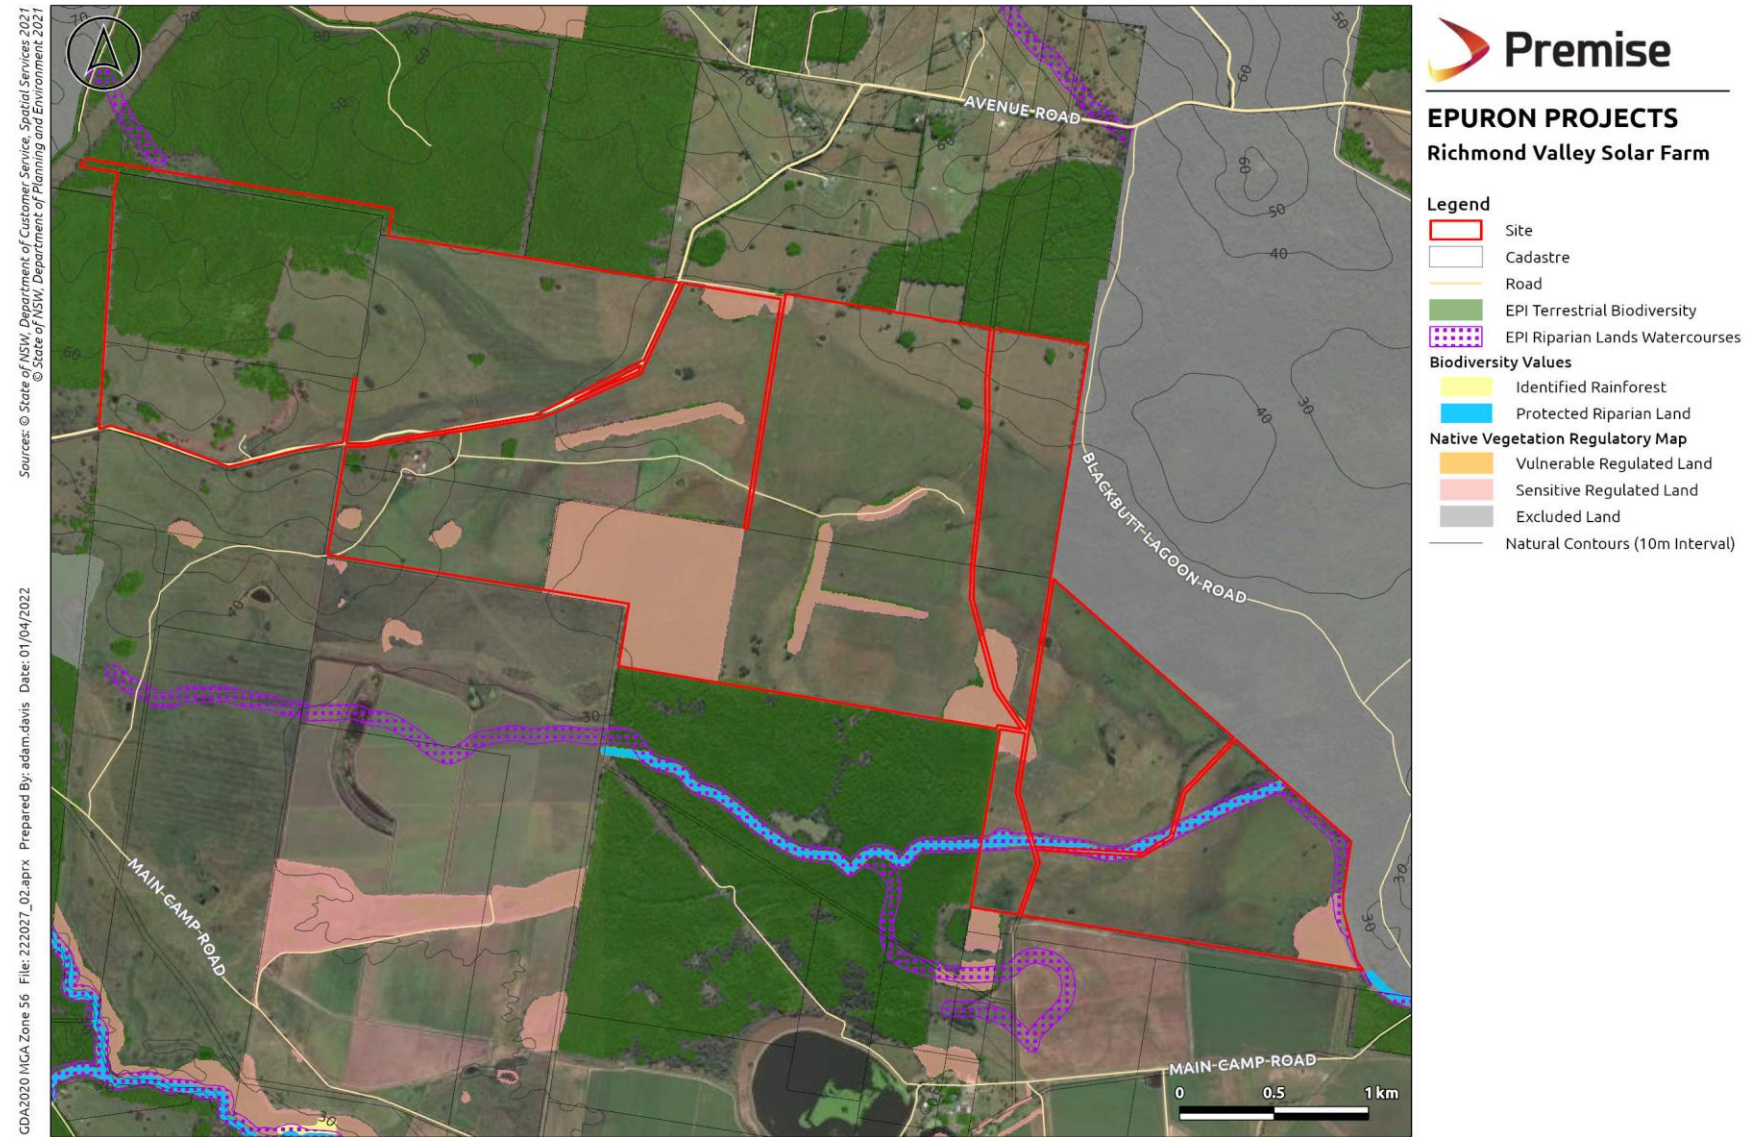 Sources: © State of NSW, Department of Customer Service, Spatial Services 2021
© State of NSW, Department of Planning and Environment 2021
GDA2020 MGA Zone 56 File: 222027_02.aprx Prepared By: adam.davis Date: 01/04/2022
Premise
EPURON PROJECTS
Richmond Valley Solar Farm
Legend
Site
Cadastre
Road
EPI Terrestrial Biodiversity
EPI Riparian Lands Watercourses
Biodiversity Values
Identified Rainforest
Protected Riparian Land
Native Vegetation Regulatory Map
Vulnerable Regulated Land
Sensitive Regulated Land
Excluded Land
Natural Contours (10m Interval)
70
70
80
70
60
50
70
50
60
AVENUE ROAD
60
60
50
40
60
40
30
BLACKBUTT LAGOON ROAD
40
30
MAIN CAMP ROAD
30
30
MAIN CAMP ROAD
30
0 0.5 1 km